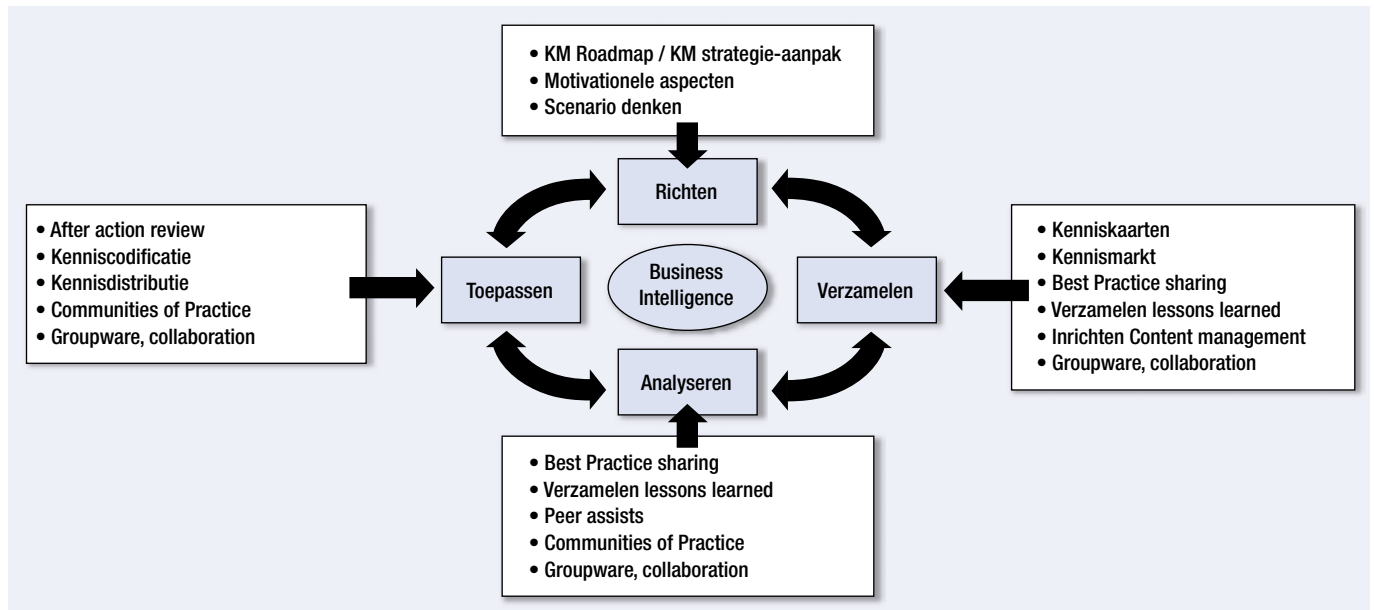 • KM Roadmap / KM strategie-aanpak
• Motivationele aspecten
• Scenario denken
Richten
• After action review
• Kenniscodificatie
• Kennisdistributie
• Communities of Practice
• Groupware, collaboration
Toepassen
Business
Intelligence
Verzamelen
• Kenniskaarten
• Kennismarkt
• Best Practice sharing
• Verzamelen lessons learned
• Inrichten Content management
• Groupware, collaboration
Analyseren
• Best Practice sharing
• Verzamelen lessons learned
• Peer assists
• Communities of Practice
• Groupware, collaboration